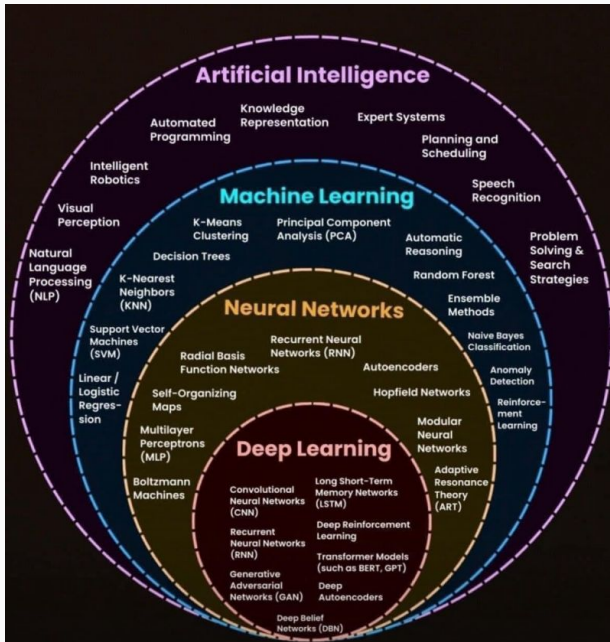 Artificial Intelligence
Knowledge
Representation
Automated
Programming
Expert Systems
Planning and
Scheduling
Intelligent
Robotics
Speech
Recognition
Visual
Perception
Natural
Language
Processing
(NLP)
Problem
Solving &
Search
Strategies
Machine Learning
K-Means
Clustering
Principal Component
Analysis (PCA)
Decision Trees
Automatic
Reasoning
K-Nearest
Neighbors
(KNN)
Random Forest
Ensemble
Methods
Support Vector
Machines
(SVM)
Naive Bayes
Classification
Linear /
Logistic
Regres-
sion
Anomaly
Detection
Reinforce-
ment
Learning
Neural Networks
Recurrent Neural
Networks (RNN)
Radial Basis
Function Networks
Autoencoders
Self-Organizing
Maps
Hopfield Networks
Multilayer
Perceptrons
(MLP)
Modular
Neural
Networks
Boltzmann
Machines
Adaptive
Resonance
Theory
(ART)
Deep Learning
Convolutional
Neural Networks
(CNN)
Long Short-Term
Memory Networks
(LSTM)
Recurrent
Neural Networks
(RNN)
Deep Reinforcement
Learning
Generative
Adversarial
Networks (GAN)
Transformer Models
(such as BERT, GPT)
Deep
Autoencoders
Deep Belief
Networks (DBN)